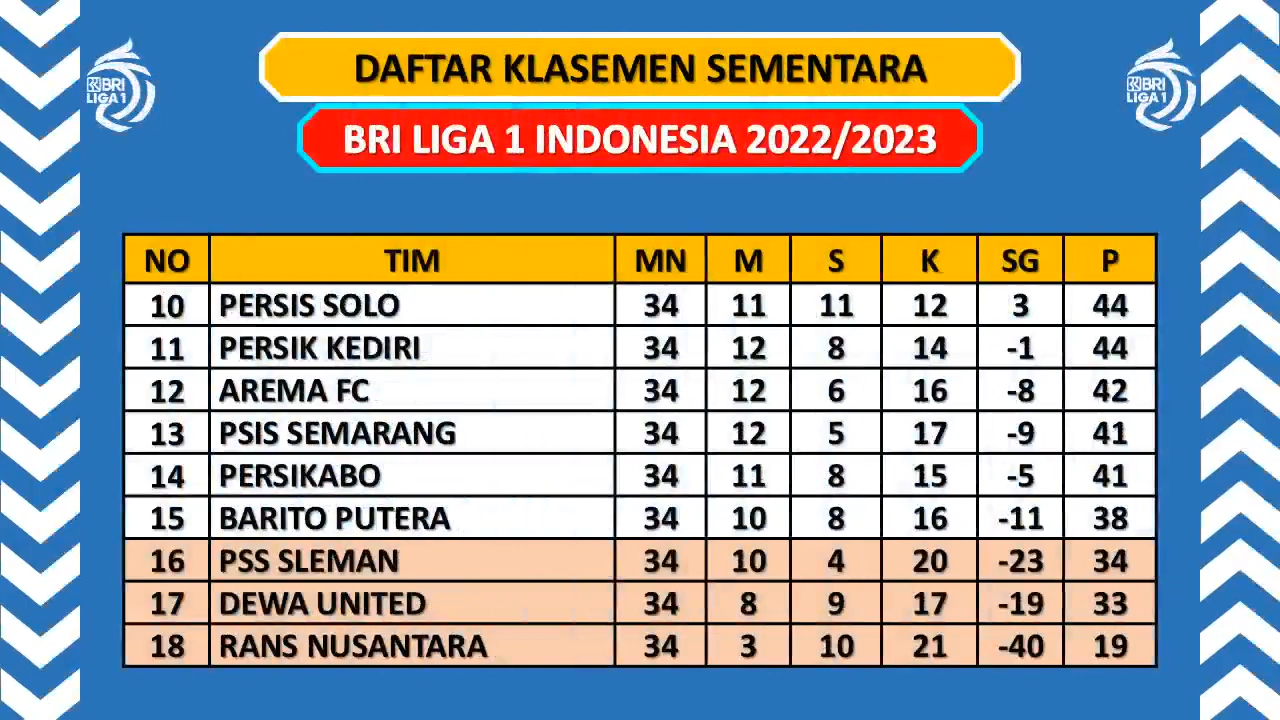 DAFTAR KLASEMEN SEMENTARA
BRI LIGA 1
BRI LIGA 1
BRI LIGA 1 INDONESIA 2022/2023
NO TIM MN M S K SG P
10 PERSIS SOLO 34 11 11 12 3 44
11 PERSIK KEDIRI 34 12 8 14 -1 44
12 AREMA FC 34 12 6 16 -8 42
13 PSIS SEMARANG 34 12 5 17 -9 41
14 PERSIKABO 34 11 8 15 -5 41
15 BARITO PUTERA 34 10 8 16 -11 38
16 PSS SLEMAN 34 10 4 20 -23 34
17 DEWA UNITED 34 8 9 17 -19 33
18 RANS NUSANTARA 34 3 10 21 -40 19